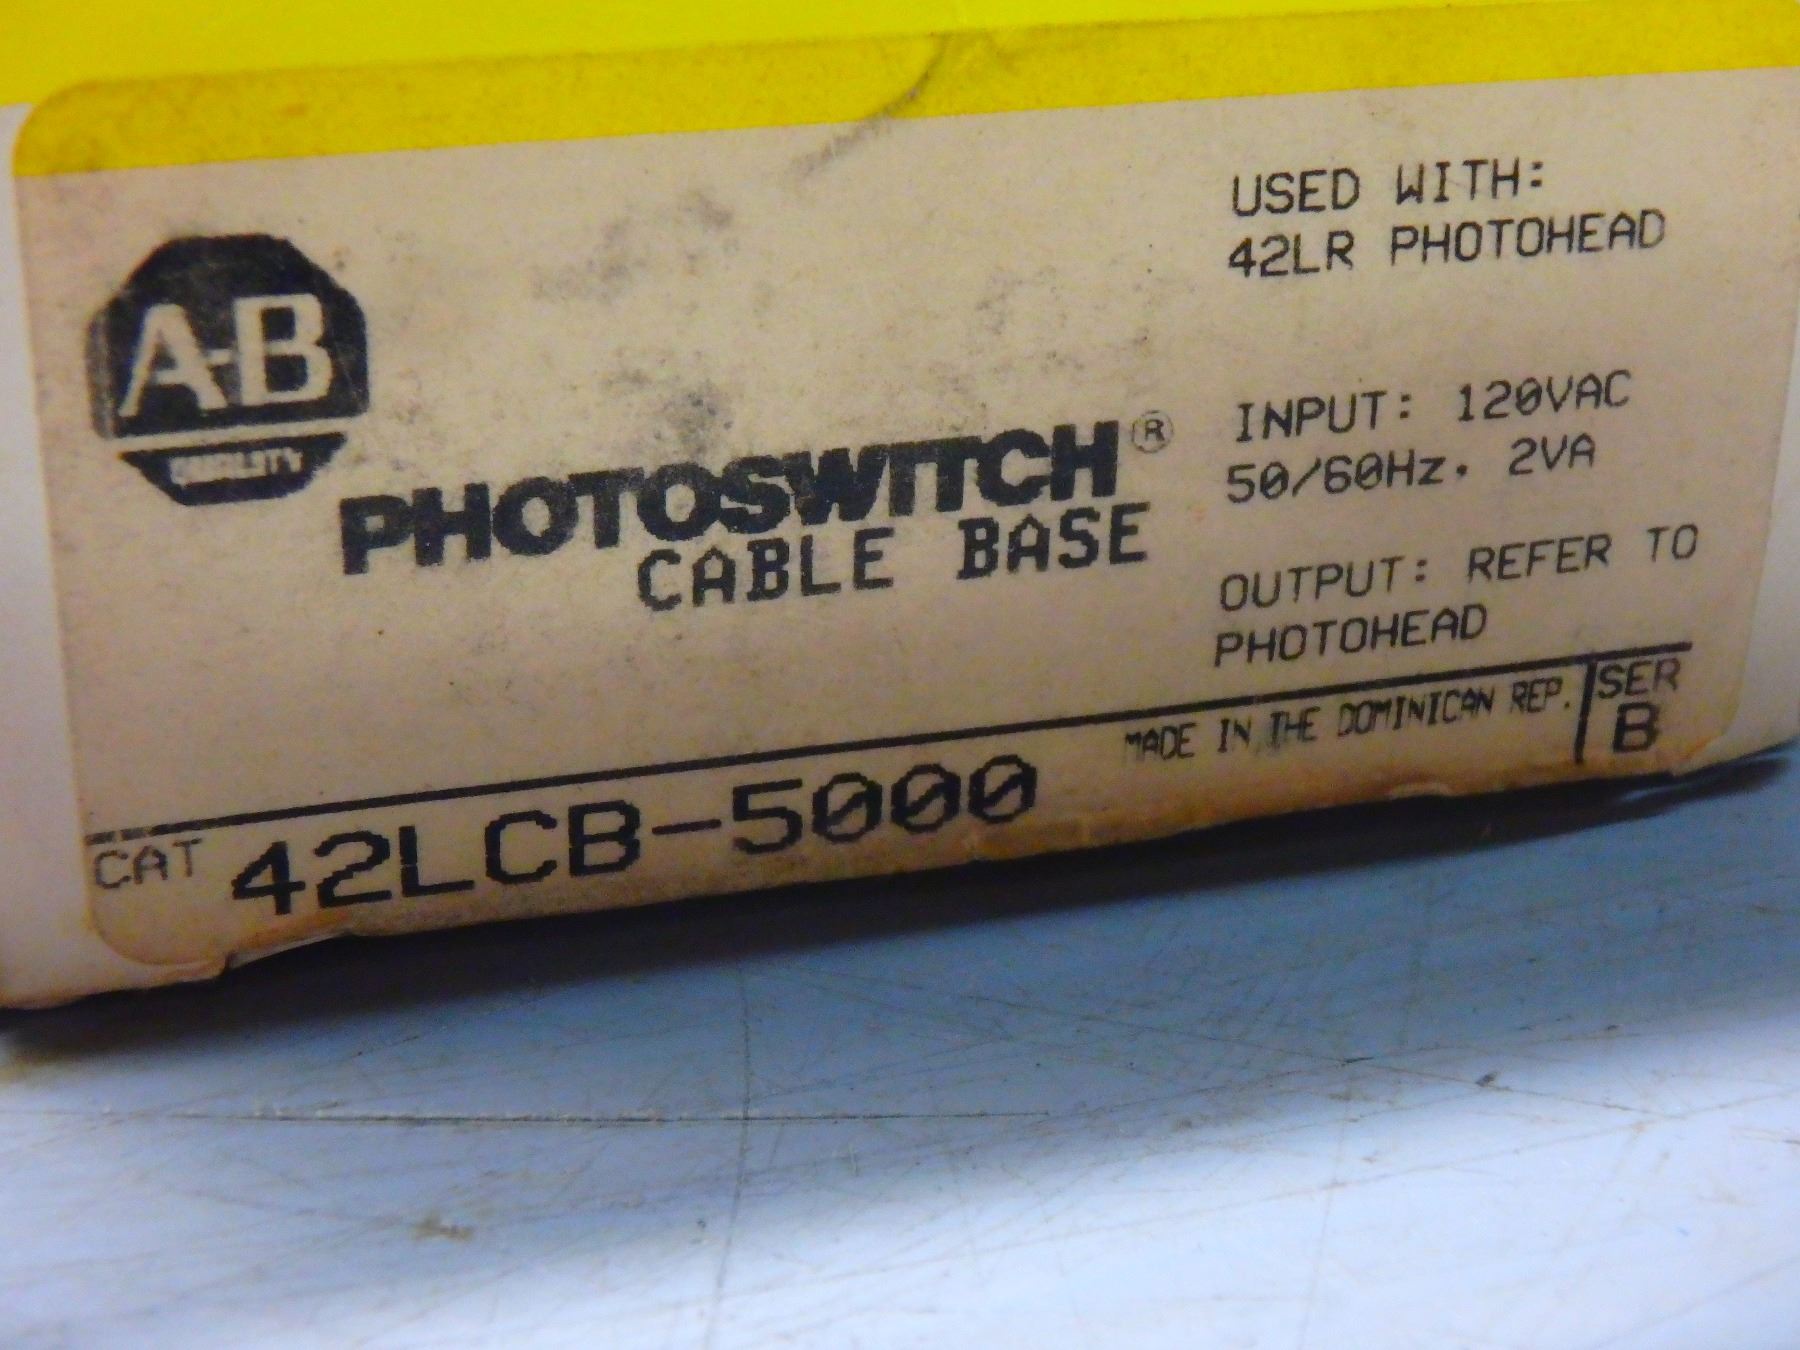 A-B
QUALITY
PHOTOSWITCH®
CABLE BASE
USED WITH:
42LR PHOTOHEAD
INPUT: 120VAC
50/60Hz, 2VA
OUTPUT: REFER TO
PHOTOHEAD
MADE IN THE DOMINICAN REP.
SER
B
CAT 42LCB-5000